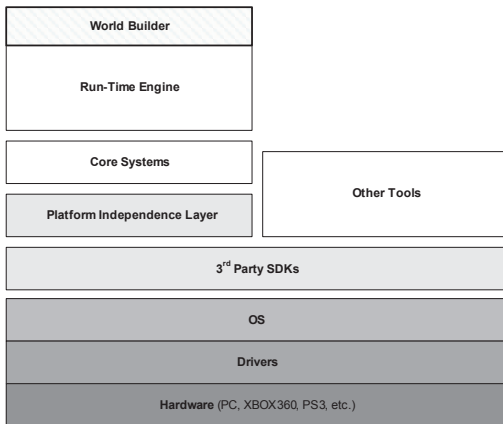 World Builder
Run-Time Engine
Core Systems
Other Tools
Platform Independence Layer
3rd Party SDKs
OS
Drivers
Hardware (PC, XBOX360, PS3, etc.)